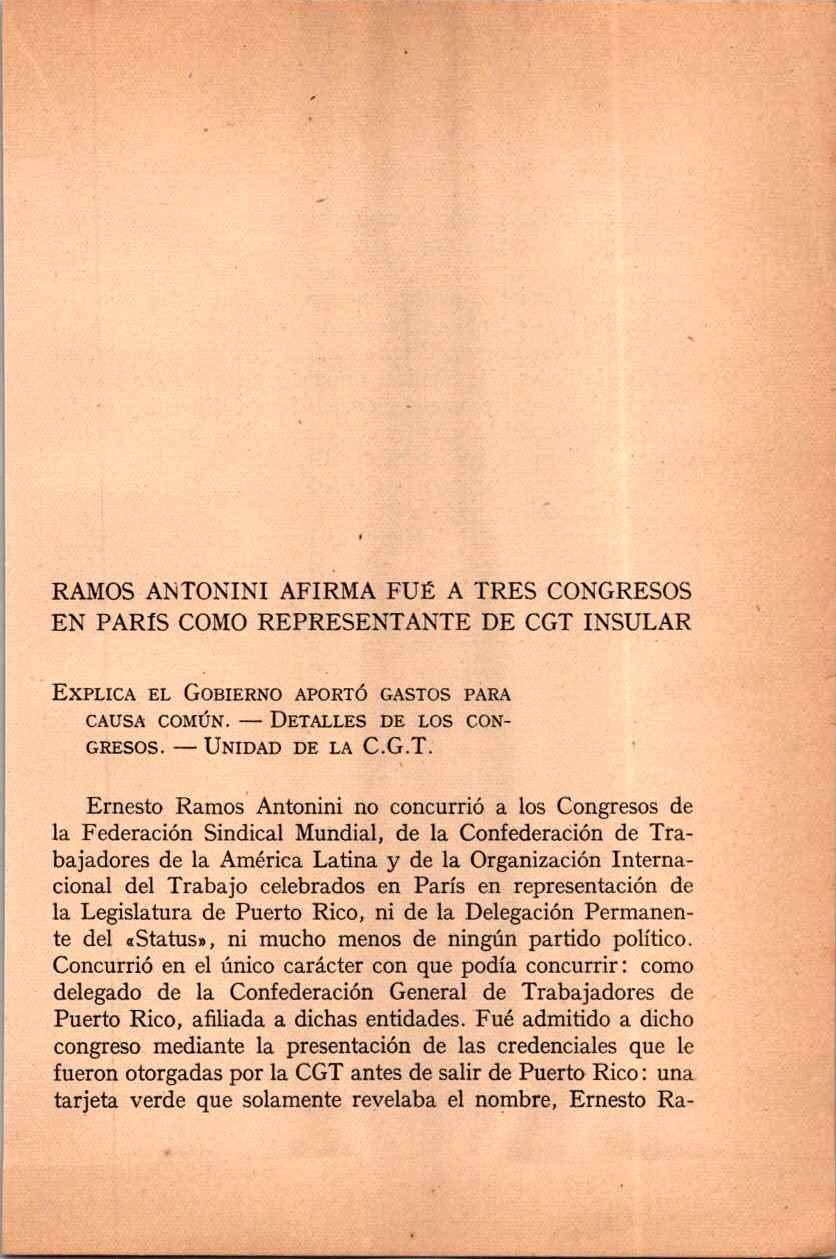 RAMOS ANTONINI AFIRMA FUÉ A TRES CONGRESOS
EN PARÍS COMO REPRESENTANTE DE CGT INSULAR
EXPLICA EL GOBIERNO APORTÓ GASTOS PARA
CAUSA COMÚN. — DETALLES DE LOS CON-
GRESOS. — UNIDAD DE LA C.G.T.
Ernesto Ramos Antonini no concurrió a los Congresos de
la Federación Sindical Mundial, de la Confederación de Tra-
bajadores de la América Latina y de la Organización Interna-
cional del Trabajo celebrados en París en representación de
la Legislatura de Puerto Rico, ni de la Delegación Permanen-
te del «Status», ni mucho menos de ningún partido político.
Concurrió en el único carácter con que podía concurrir: como
delegado de la Confederación General de Trabajadores de
Puerto Rico, afiliada a dichas entidades. Fué admitido a dicho
congreso mediante la presentación de las credenciales que le
fueron otorgadas por la CGT antes de salir de Puerto Rico: una
tarjeta verde que solamente revelaba el nombre, Ernesto Ra-